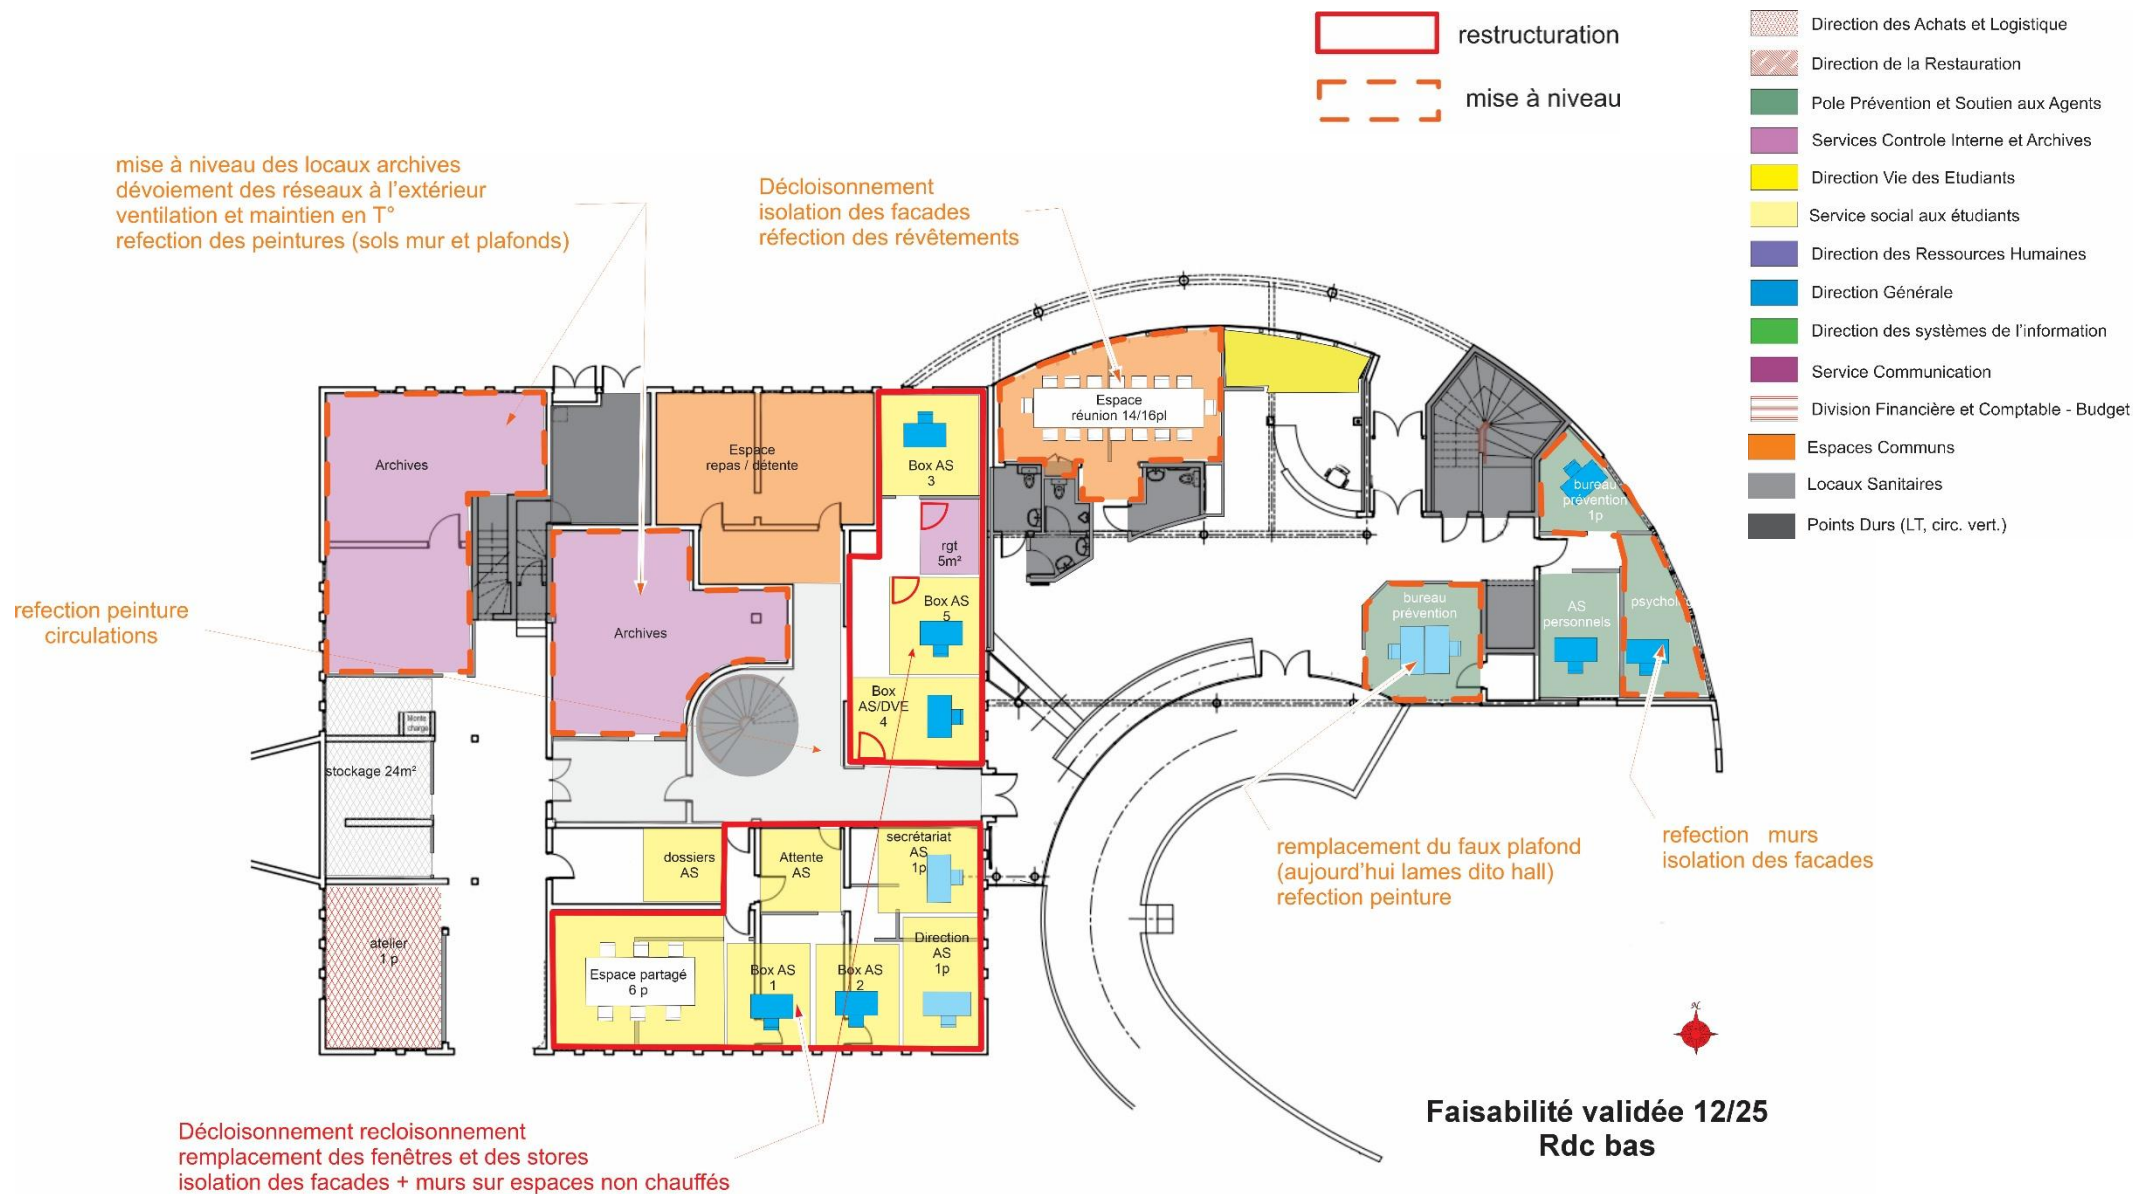 restructuration
mise à niveau
Direction des Achats et Logistique
Direction de la Restauration
Pole Prévention et Soutien aux Agents
Services Controle Interne et Archives
Direction Vie des Etudiants
Service social aux étudiants
Direction des Ressources Humaines
Direction Générale
Direction des systèmes de l'information
Service Communication
Division Financière et Comptable - Budget
Espaces Communs
Locaux Sanitaires
Points Durs (LT, circ. vert.)
mise à niveau des locaux archives
dévoiement des réseaux à l'extérieur
ventilation et maintien en T°
refection des peintures (sols mur et plafonds)
Décloisonnement
isolation des facades
réfection des révêtements
Archives
Espace
repas / détente
Box AS
3
Espace
réunion 14/16pl
bureau
prévention
1p
rgt
5m²
refection peinture
circulations
Archives
Box AS
5
bureau
prévention
AS
personnels
psychol
Box
AS/DVE
4
Monte
charge
stockage 24m²
dossiers
AS
Attente
AS
secrétariat
AS
1p
remplacement du faux plafond
(aujourd'hui lames dito hall)
refection peinture
refection murs
isolation des facades
atelier
1 p
Espace partagé
6 p
Box AS
1
Box AS
2
Direction
AS
1p
N
Faisabilité validée 12/25
Rdc bas
Décloisonnement recloisonnement
remplacement des fenêtres et des stores
isolation des facades + murs sur espaces non chauffés